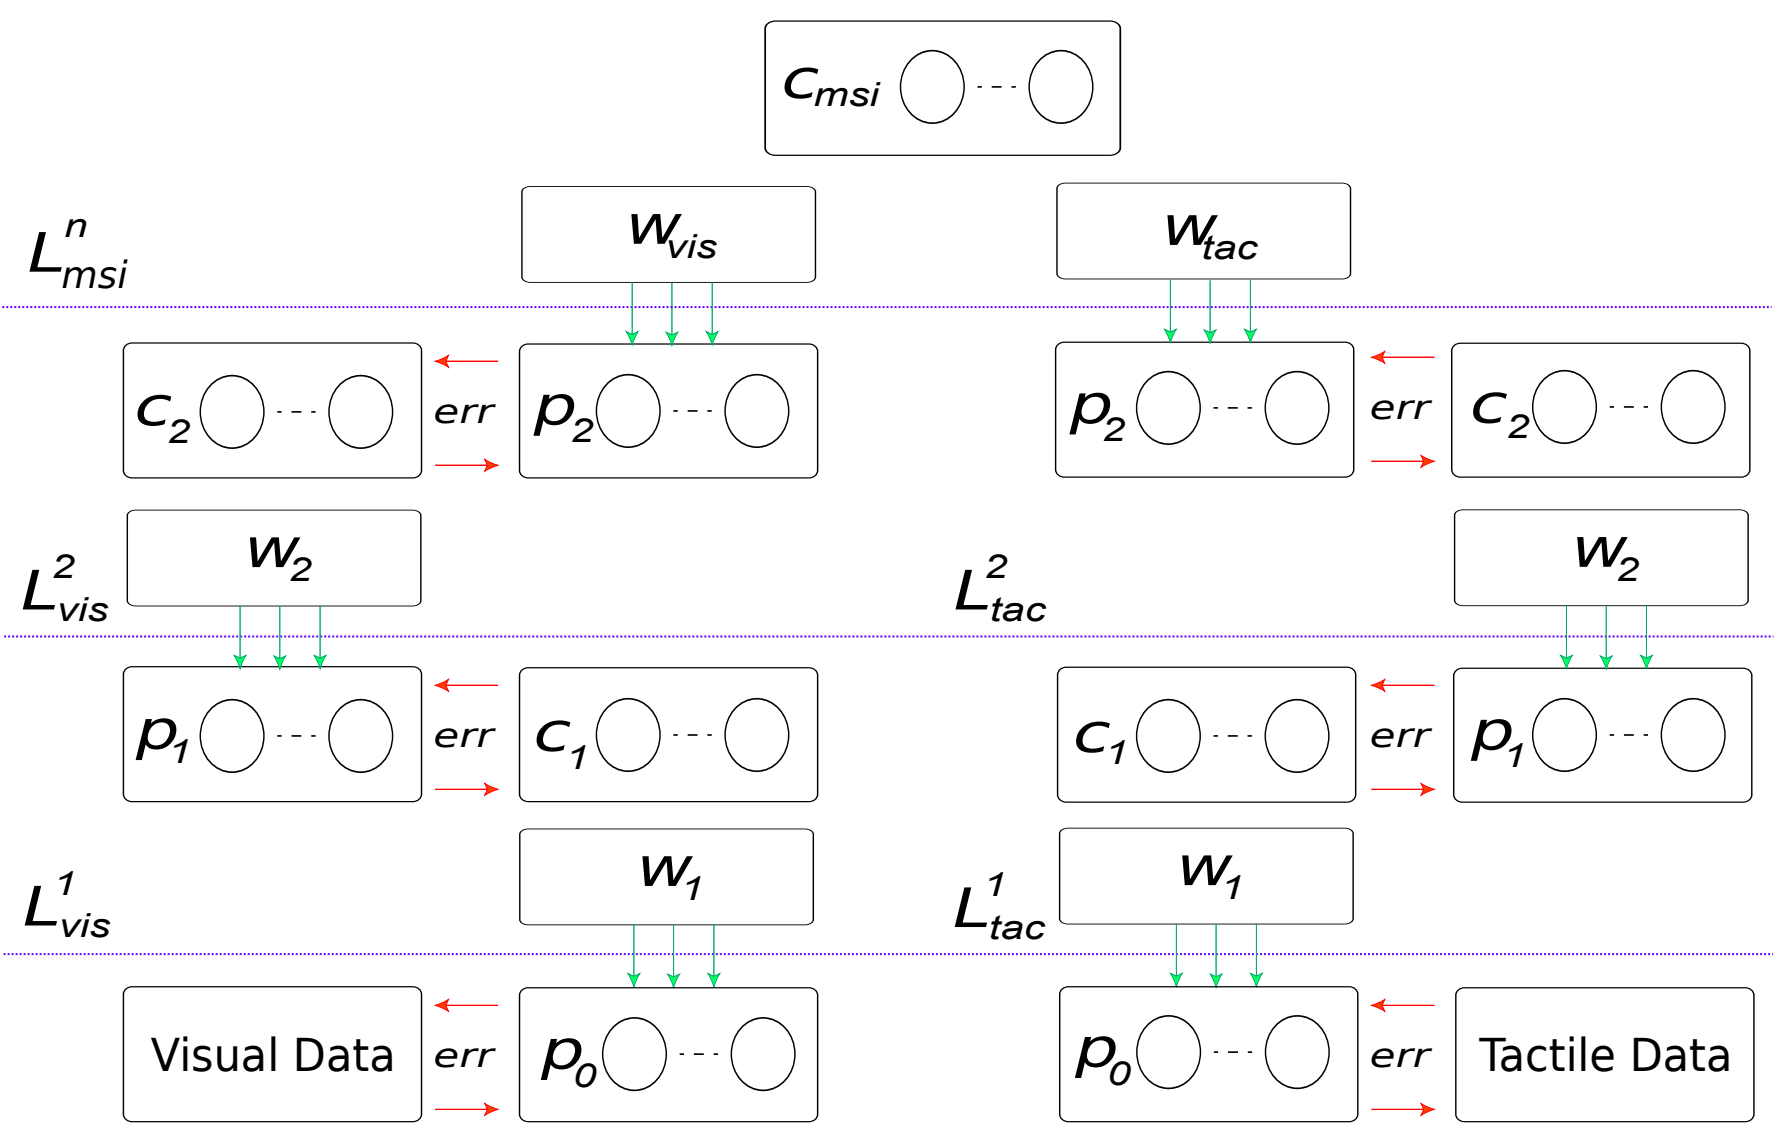 c_msi
w_vis w_tac
L^n_msi
c_2 err p_2 p_2 err c_2
w_2 w_2
L^2_vis L^2_tac
p_1 err c_1 c_1 err p_1
w_1 w_1
L^1_vis L^1_tac
Visual Data err p_0 p_0 err Tactile Data